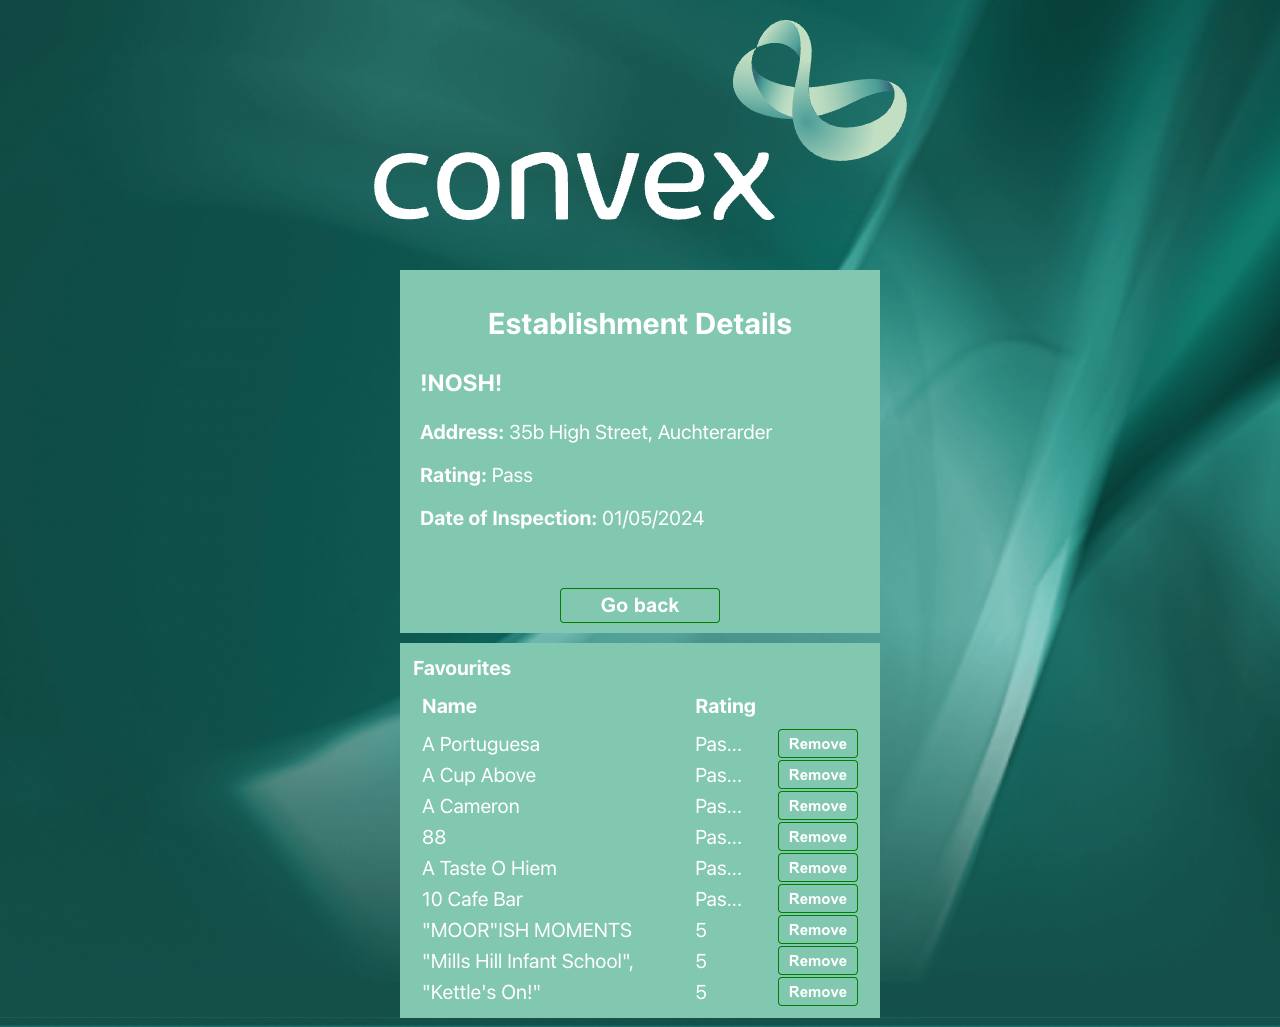 convex
Establishment Details
!NOSH!
Address: 35b High Street, Auchterarder
Rating: Pass
Date of Inspection: 01/05/2024
Go back
Favourites
Name Rating
A Portuguesa Pas... Remove
A Cup Above Pas... Remove
A Cameron Pas... Remove
88 Pas... Remove
A Taste O Hiem Pas... Remove
10 Cafe Bar Pas... Remove
"MOOR"ISH MOMENTS 5 Remove
"Mills Hill Infant School", 5 Remove
"Kettle's On!" 5 Remove